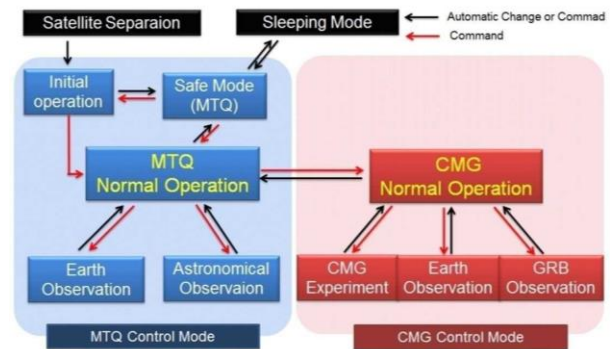 Satellite Separaion
Sleeping Mode
Automatic Change or Commad
Command
Initial
operation
Safe Mode
(MTQ)
MTQ
Normal Operation
CMG
Normal Operation
Earth
Observation
Astronomical
Observaion
CMG
Experiment
Earth
Observation
GRB
Observation
MTQ Control Mode
CMG Control Mode